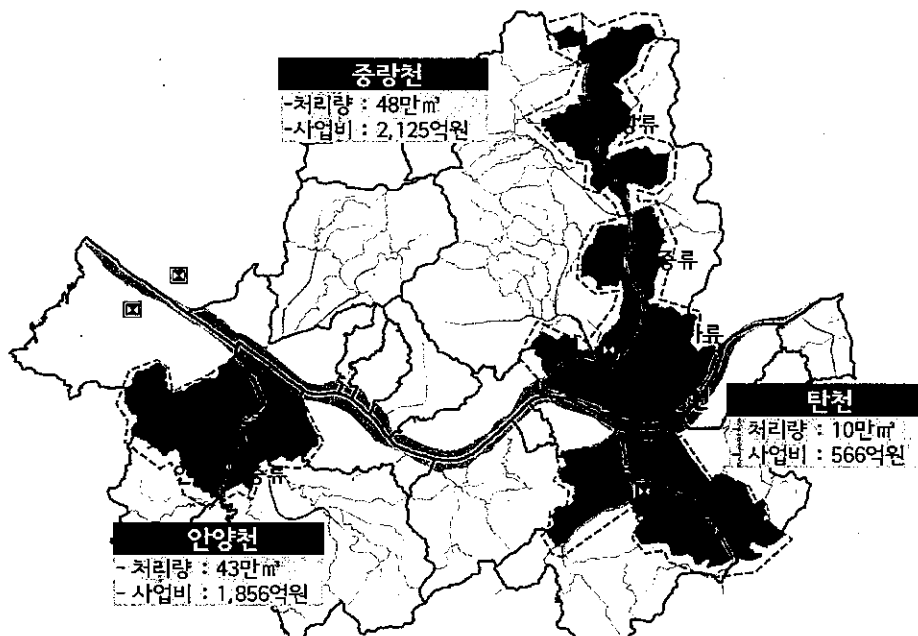 중랑천
-처리량 : 48만㎥
-사업비 : 2,125억원
중류
탄천
- 처리량 : 10만㎥
- 사업비 : 566억원
안양천
- 처리량 : 43만㎥
- 사업비 : 1,856억원